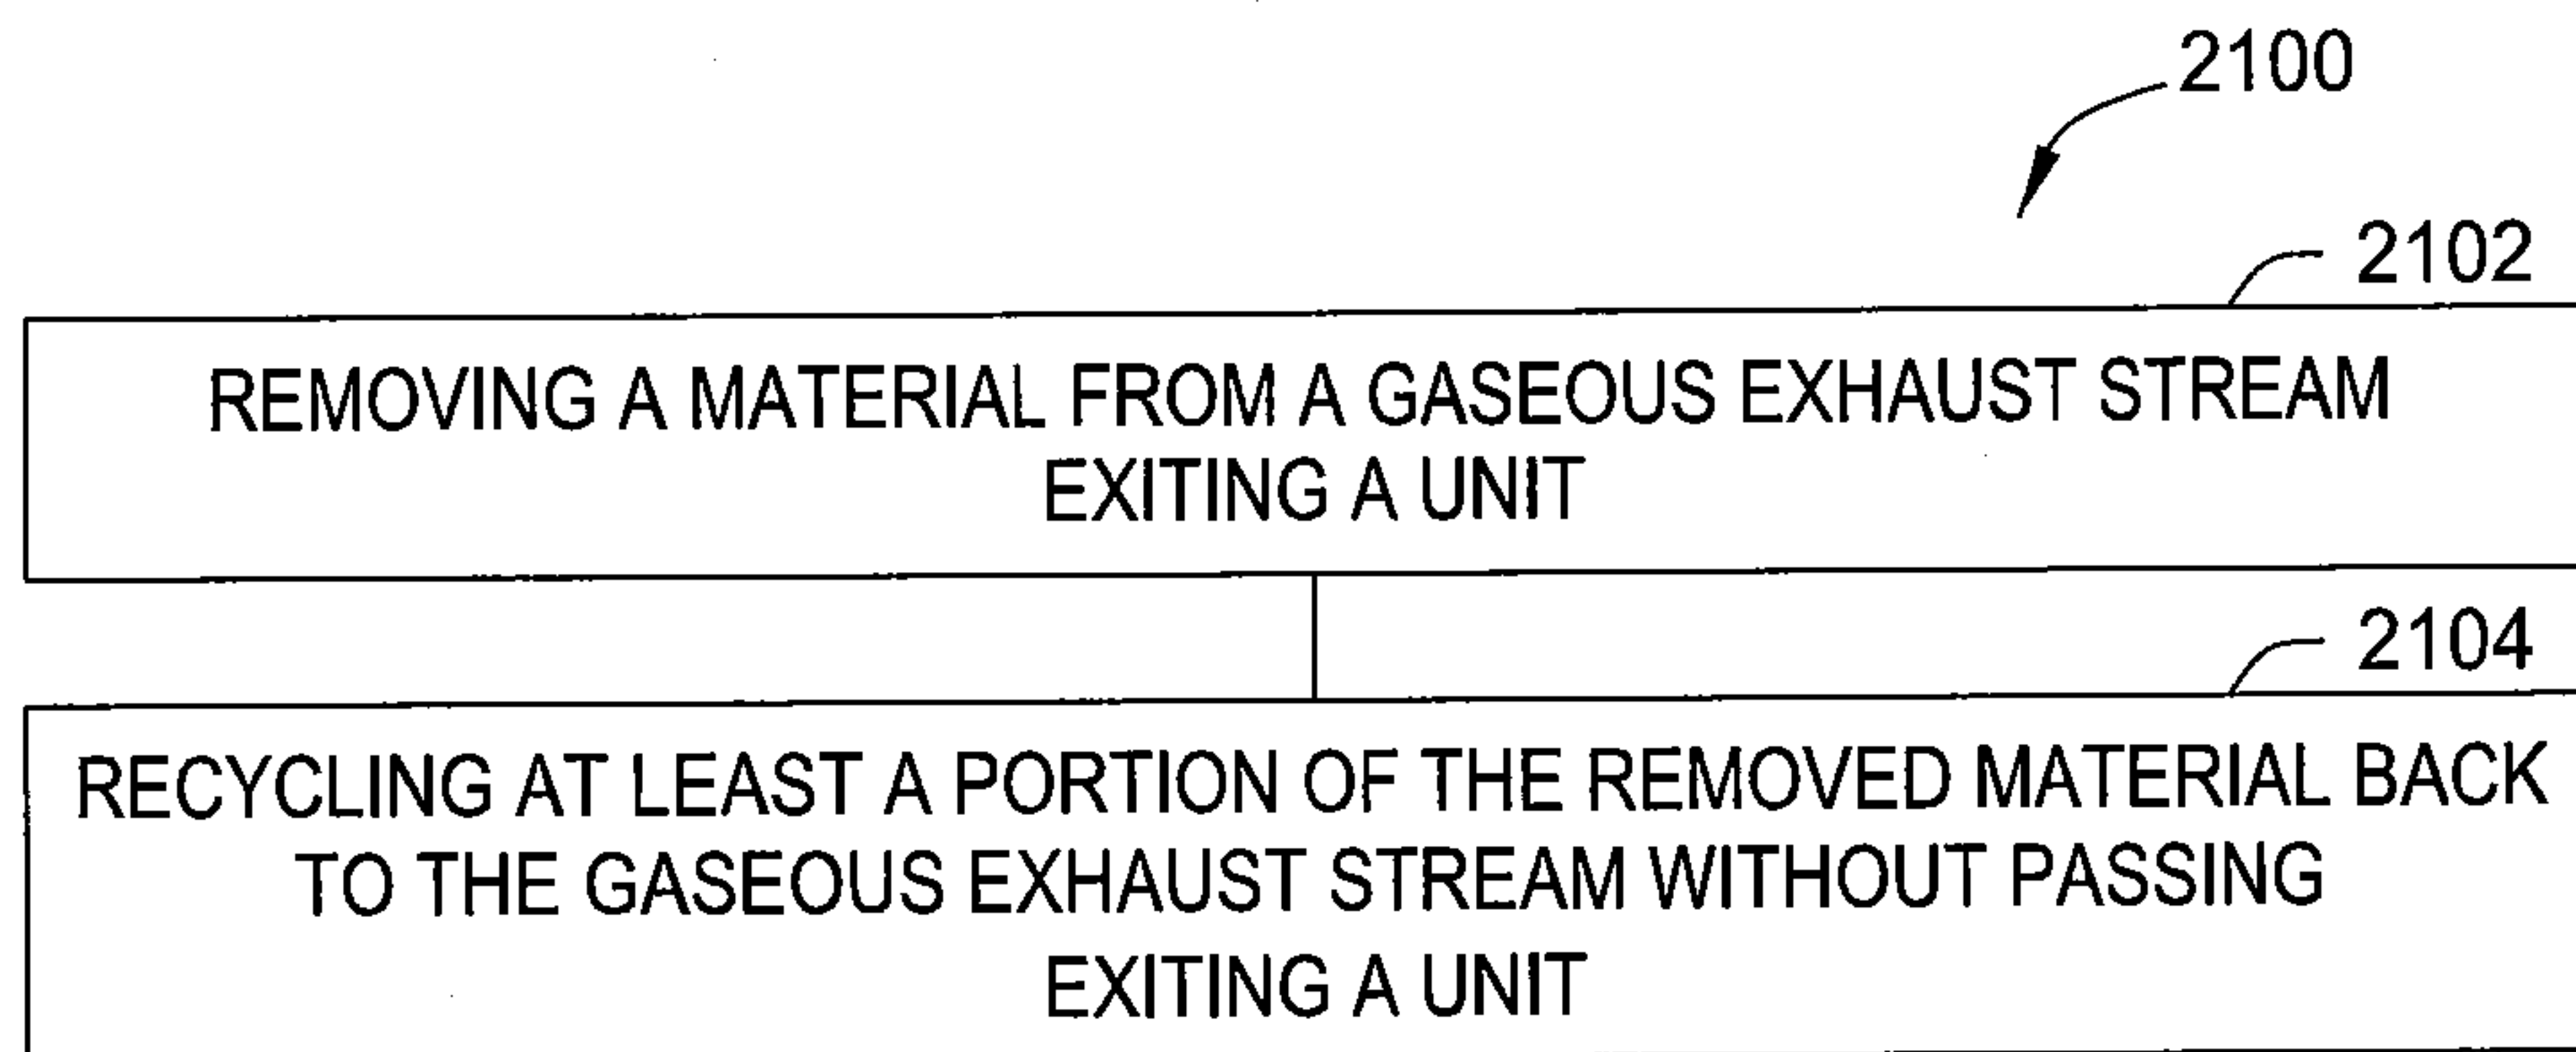 2100
2102
REMOVING A MATERIAL FROM A GASEOUS EXHAUST STREAM
EXITING A UNIT
2104
RECYCLING AT LEAST A PORTION OF THE REMOVED MATERIAL BACK
TO THE GASEOUS EXHAUST STREAM WITHOUT PASSING
EXITING A UNIT